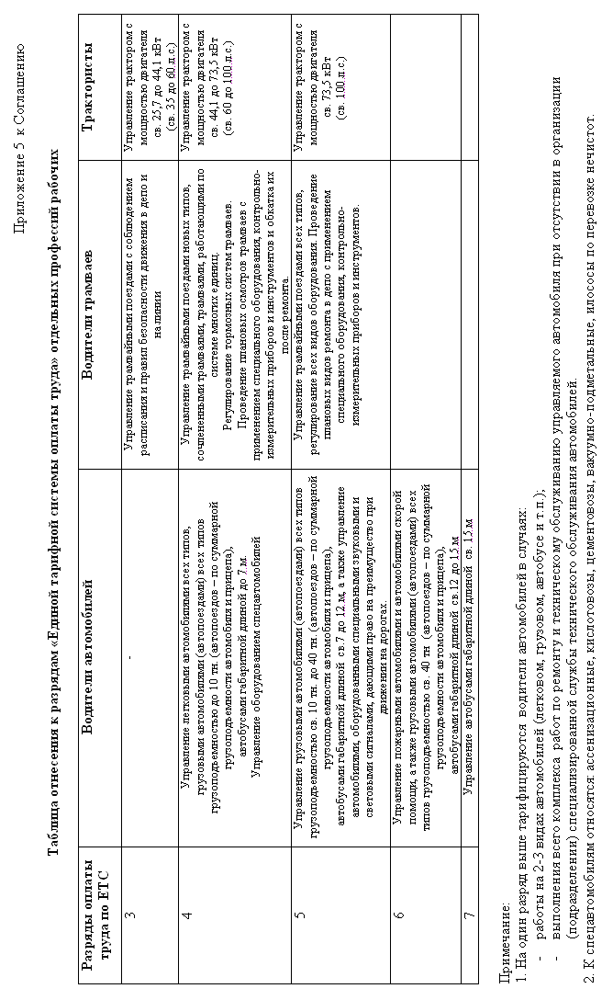 Приложение 5 к Соглашению
Таблица отнесения к разрядам «Единой тарифной системы оплаты труда» отдельных профессий рабочих
Разряды оплаты
труда по ЕТС
Водители автомобилей
Водители трамваев
Трактористы
3
-
Управление трамвайными поездами с соблюдением
расписания и правил безопасности движения в депо и
на линии
Управление трактором с
мощностью двигателя
св. 25,7 до 44,1 кВт
(св. 35 до 60 л.с.)
4
Управление легковыми автомобилями всех типов,
грузовыми автомобилями (автопоездами) всех типов
грузоподъемностью до 10 тн. (автопоездов – по суммарной
грузоподъемности автомобиля и прицепа),
автобусами габаритной длиной до 7 м.
Управление оборудованием спецавтомобилей
Управление трамвайными поездами новых типов,
сочлененными трамваями, трамваями, работающими по
системе многих единиц.
Регулирование тормозных систем трамваев.
Проведение плановых осмотров трамваев с
применением специального оборудования, контрольно-
измерительных приборов и инструментов и обкатка их
после ремонта.
Управление трактором с
мощностью двигателя
св. 44,1 до 73,5 кВт
(св. 60 до 100 л.с.)
5
Управление грузовыми автомобилями (автопоездами) всех типов
грузоподъемностью св. 10 тн. до 40 тн. (автопоездов – по суммарной
грузоподъемности автомобиля и прицепа),
автобусами габаритной длиной св. 7 до 12 м, а также управление
автомобилями, оборудованными специальными звуковыми и
световыми сигналами, дающими право на преимущество при
движении на дорогах.
Управление трамвайными поездами всех типов,
регулирование всех видов оборудования. Проведение
плановых видов ремонта в депо с применением
специального оборудования, контрольно-
измерительных приборов и инструментов.
Управление трактором с
мощностью двигателя
св. 73,5 кВт
(св. 100 л.с.)
6
Управление пожарными автомобилями и автомобилями скорой
помощи, а также грузовыми автомобилями (автопоездами) всех
типов грузоподъемностью св. 40 тн. (автопоездов – по суммарной
грузоподъемности автомобиля и прицепа),
автобусами габаритной длиной св. 12 до 15 м
7
Управление автобусами габаритной длиной св. 15 м
Примечание:
1. На один разряд выше тарифицируются водители автомобилей в случаях:
- работы на 2-3 видах автомобилей (легковом, грузовом, автобусе и т.п.);
- выполнения всего комплекса работ по ремонту и техническому обслуживанию управляемого автомобиля при отсутствии в организации
(подразделении) специализированной службы технического обслуживания автомобилей.
2. К спецавтомобилям относятся: ассенизационные, кислотовозы, цементовозы, вакуумно-подметальные, илососы по перевозке нечистот.